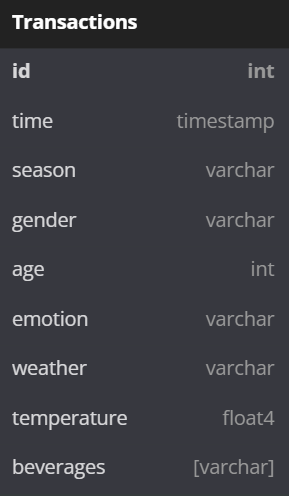 Transactions
id int
time timestamp
season varchar
gender varchar
age int
emotion varchar
weather varchar
temperature float4
beverages [varchar]